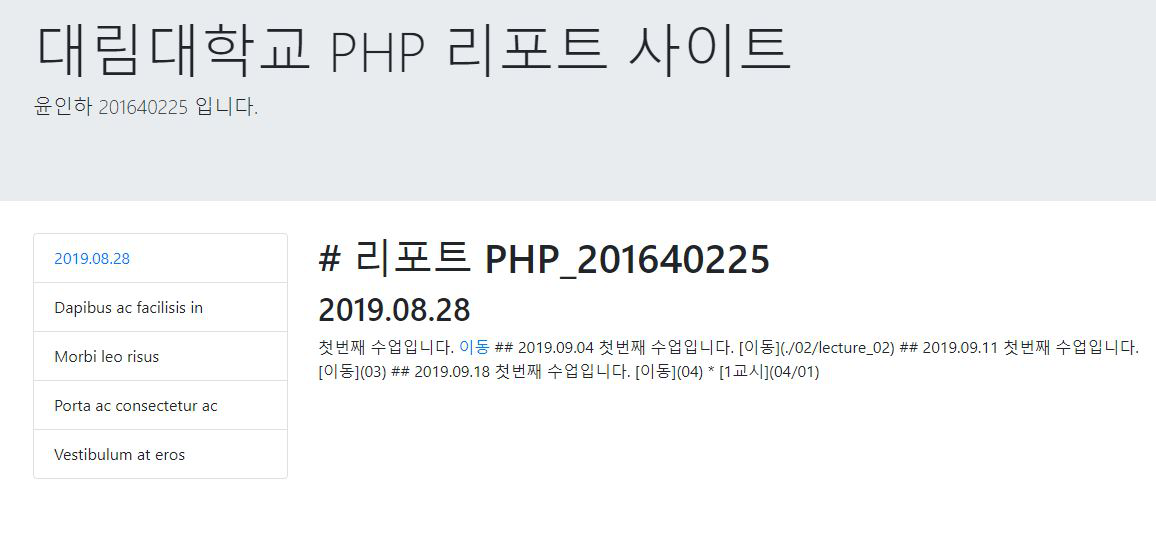 대림대학교 PHP 리포트 사이트
윤인하 201640225 입니다.
2019.08.28
Dapibus ac facilisis in
Morbi leo risus
Porta ac consectetur ac
Vestibulum at eros
# 리포트 PHP_201640225
2019.08.28
첫번째 수업입니다. 이동 ## 2019.09.04 첫번째 수업입니다. [이동](./02/lecture_02) ## 2019.09.11 첫번째 수업입니다.
[이동](03) ## 2019.09.18 첫번째 수업입니다. [이동](04) * [1교시](04/01)